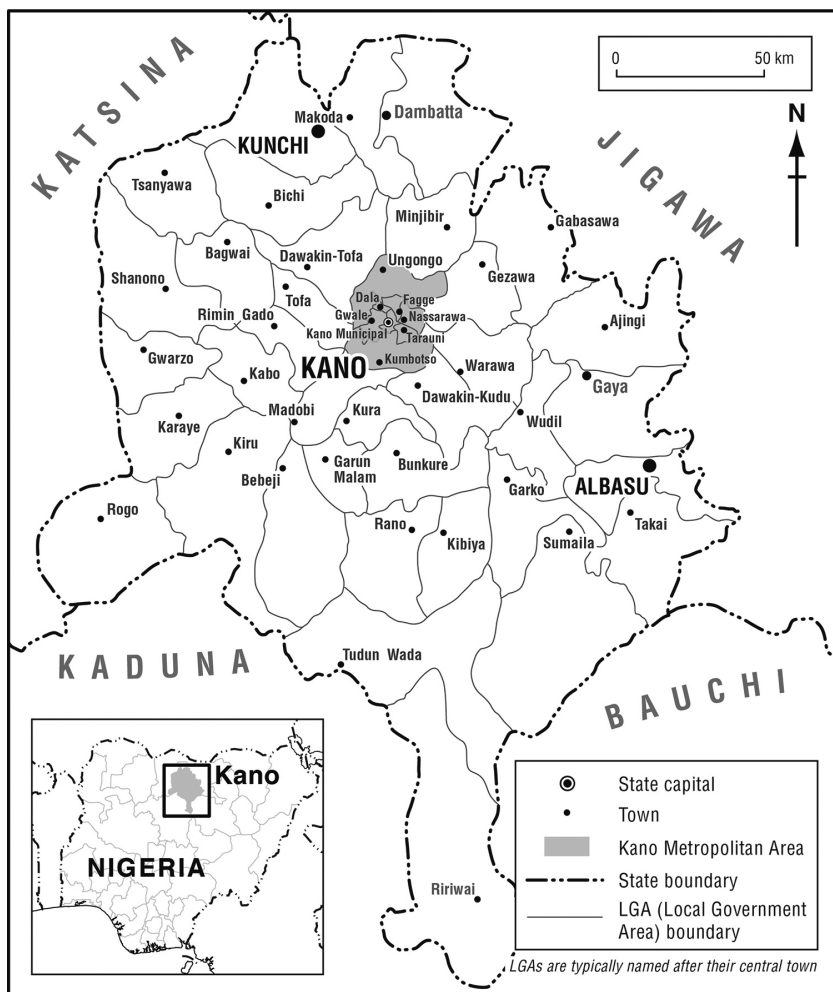 KATSINA
0
50 km
N
JIGAWA
Makoda
Dambatta
KUNCHI
Tsanyawa
Bichi
Minjibir
Gabasawa
Bagwai
Dawakin-Tofa
Ungongo
Gezawa
Shanono
Tofa
Dala
Fagge
Rimin Gado
Gwale
Nassarawa
Ajingi
Kano Municipal
Tarauni
Gwarzo
KANO
Kumbotso
Warawa
Kabo
Dawakin-Kudu
Gaya
Karaye
Madobi
Kura
Wudil
Kiru
Bebeji
Garun
Malam
Bunkure
Garko
ALBASU
Rogo
Rano
Kibiya
Sumaila
Takai
KADUNA
Tudun Wada
BAUCHI
Kano
NIGERIA
Ririwai
State capital
Town
Kano Metropolitan Area
State boundary
LGA (Local Government
Area) boundary
LGAs are typically named after their central town